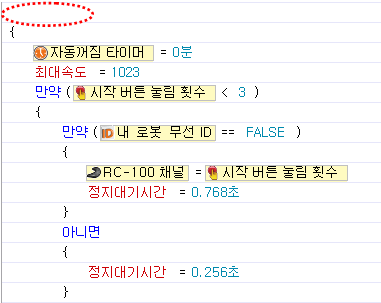 {
자동꺼짐 타이머 = 0분
최대속도 = 1023
만약 ( 시작 버튼 눌림 횟수 < 3 )
{
만약 ( 내 로봇 무선 ID == FALSE )
{
RC-100 채널 = 시작 버튼 눌림 횟수
정지대기시간 = 0.768초
}
아니면
{
정지대기시간 = 0.256초
}